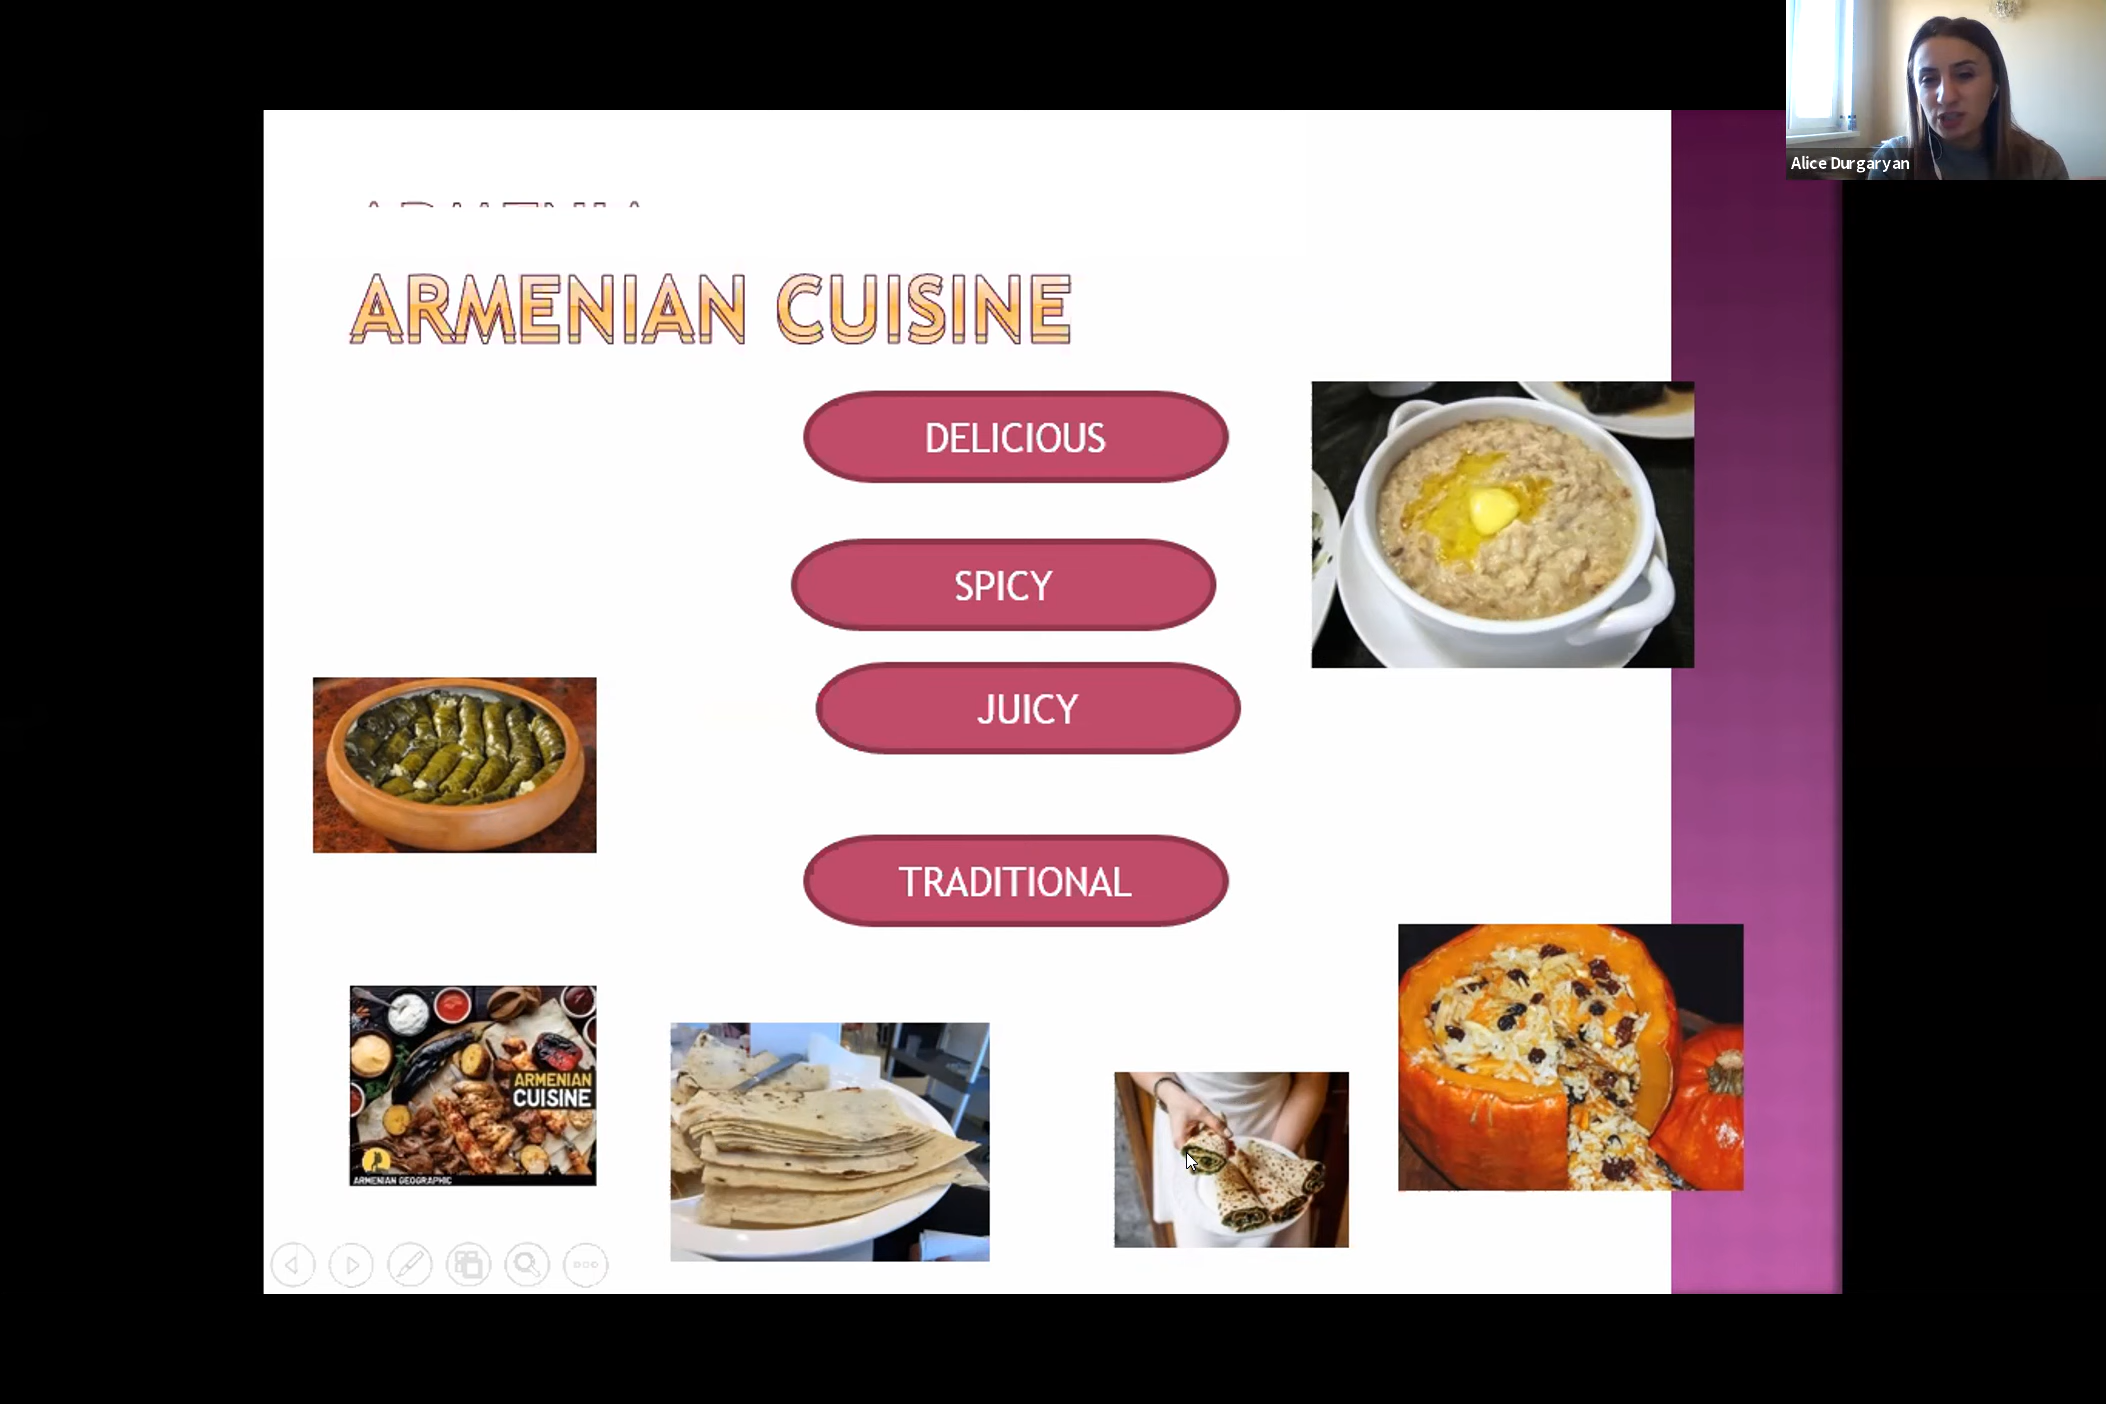 Alice Durgaryan
ARMENIAN CUISINE
DELICIOUS
SPICY
JUICY
TRADITIONAL
ARMENIAN
CUISINE
ARMENIAN GEOGRAPHIC